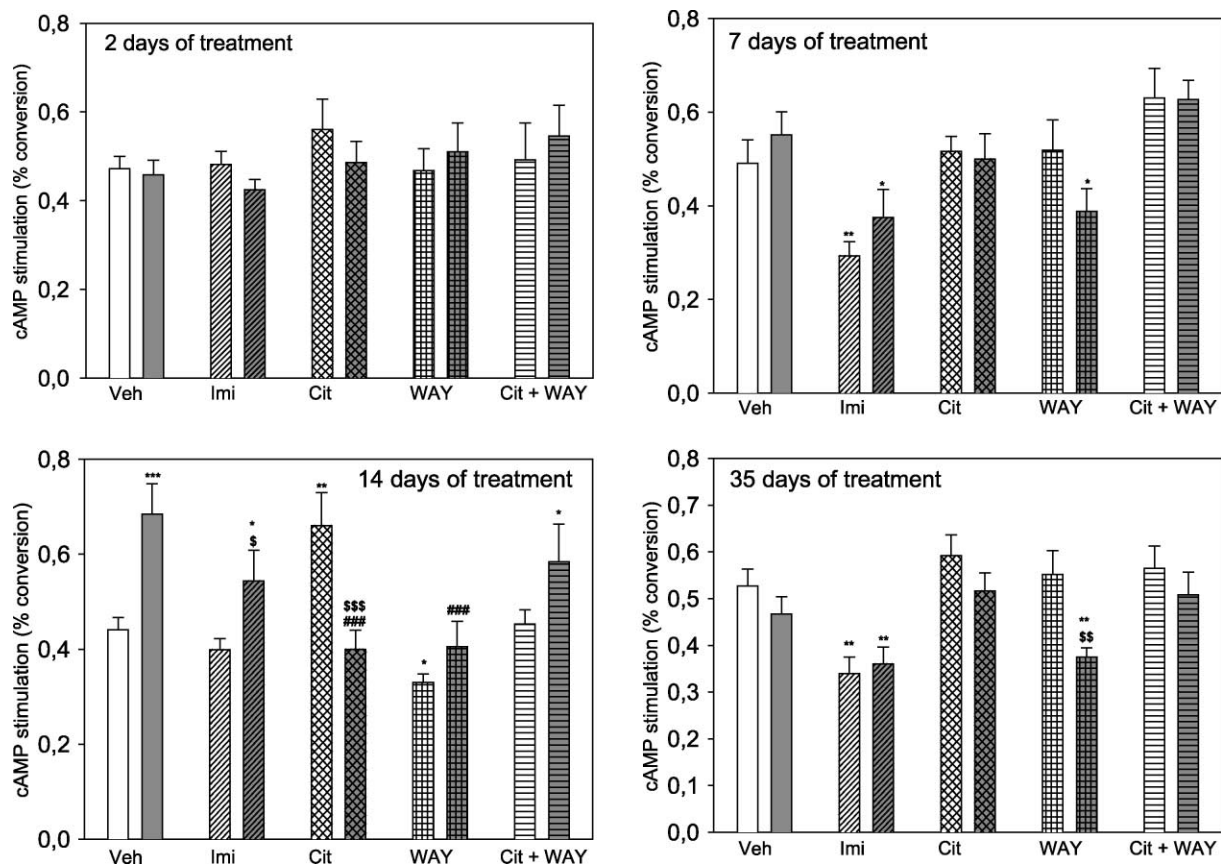 2 days of treatment
cAMP stimulation (% conversion)
0,8
0,6
0,4
0,2
0,0
Veh Imi Cit WAY Cit + WAY
7 days of treatment
cAMP stimulation (% conversion)
0,8
0,6
0,4
0,2
0,0
** * *
Veh Imi Cit WAY Cit + WAY
14 days of treatment
cAMP stimulation (% conversion)
0,8
0,6
0,4
0,2
0,0
***
*
$
**
$$$
###
*
###
*
Veh Imi Cit WAY Cit + WAY
35 days of treatment
cAMP stimulation (% conversion)
0,8
0,7
0,6
0,5
0,4
0,3
0,2
0,1
0,0
** **
**
$$
Veh Imi Cit WAY Cit + WAY